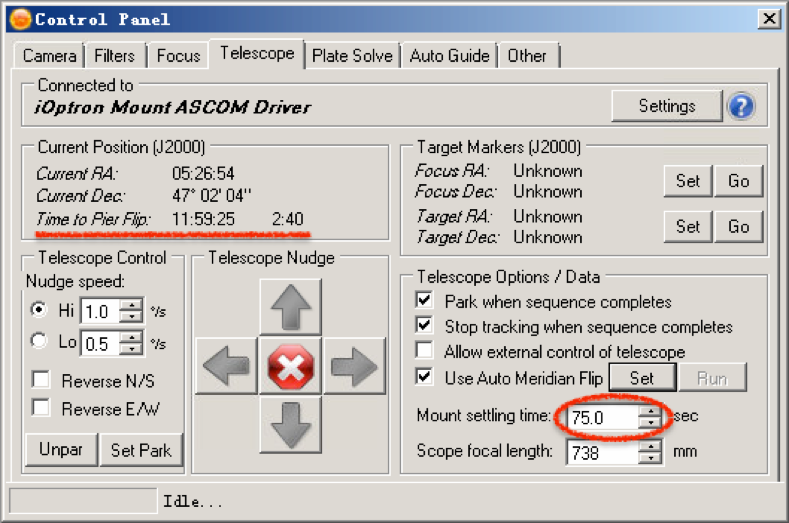 Control Panel
Camera Filters Focus Telescope Plate Solve Auto Guide Other
Connected to
iOptron Mount ASCOM Driver
Settings
?
Current Position (J2000)
Current RA: 05:26:54
Current Dec: 47° 02' 04"
Time to Pier Flip: 11:59:25 2:40
Target Markers (J2000)
Focus RA: Unknown
Focus Dec: Unknown
Set Go
Target RA: Unknown
Target Dec: Unknown
Set Go
Telescope Control
Nudge speed:
Hi 1.0 °/s
Lo 0.5 °/s
Reverse N/S
Reverse E/W
Unpar Set Park
Telescope Nudge
Telescope Options / Data
Park when sequence completes
Stop tracking when sequence completes
Allow external control of telescope
Use Auto Meridian Flip Set Run
Mount settling time: 75.0 sec
Scope focal length: 738 mm
Idle...